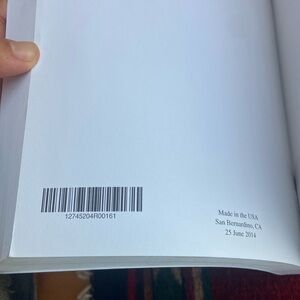 12745204R00161
Made in the USA
San Bernardino, CA
25 June 2014